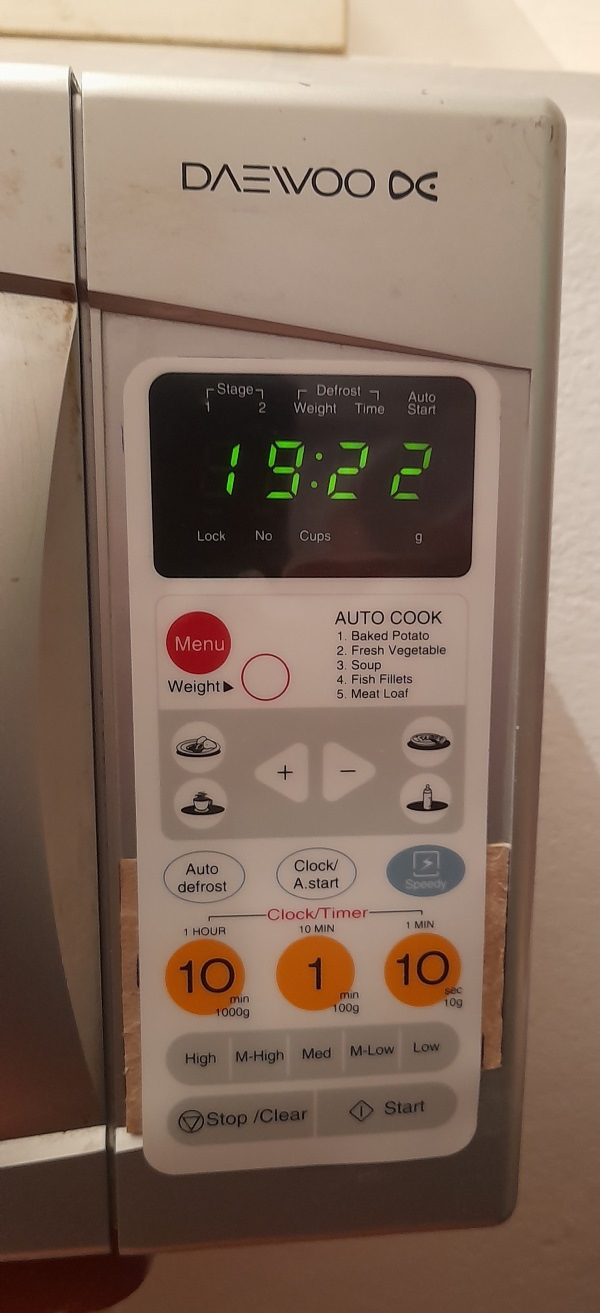 DAEWOO
Stage Defrost Auto
1 2 Weight Time Start
19:22
Lock No Cups g
Menu
Weight
AUTO COOK
1. Baked Potato
2. Fresh Vegetable
3. Soup
4. Fish Fillets
5. Meat Loaf
+ −
Auto
defrost
Clock/
A.start
Speedy
Clock/Timer
1 HOUR 10 MIN 1 MIN
10 min 1000g
1 min 100g
10 sec 10g
High M-High Med M-Low Low
Stop /Clear Start